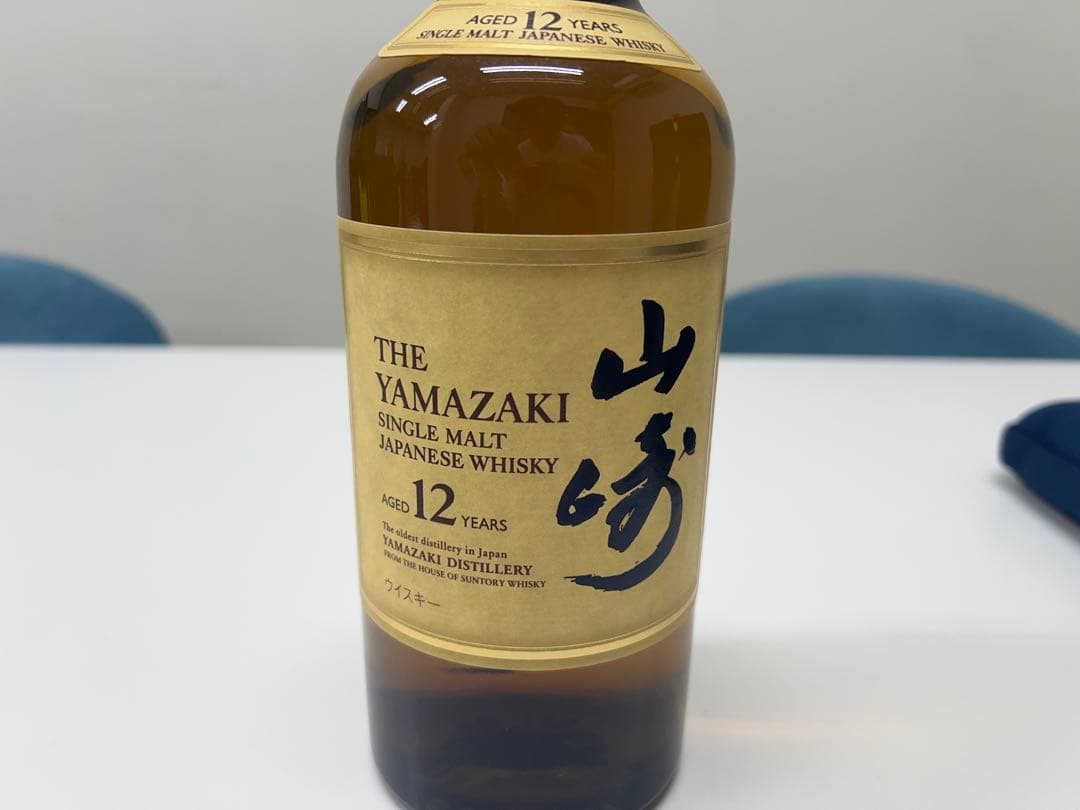 AGED 12 YEARS
SINGLE MALT JAPANESE WHISKY
THE
YAMAZAKI
SINGLE MALT
JAPANESE WHISKY
AGED 12 YEARS
The oldest distillery in Japan
YAMAZAKI DISTILLERY
FROM THE HOUSE OF SUNTORY WHISKY
ウイスキー
山崎